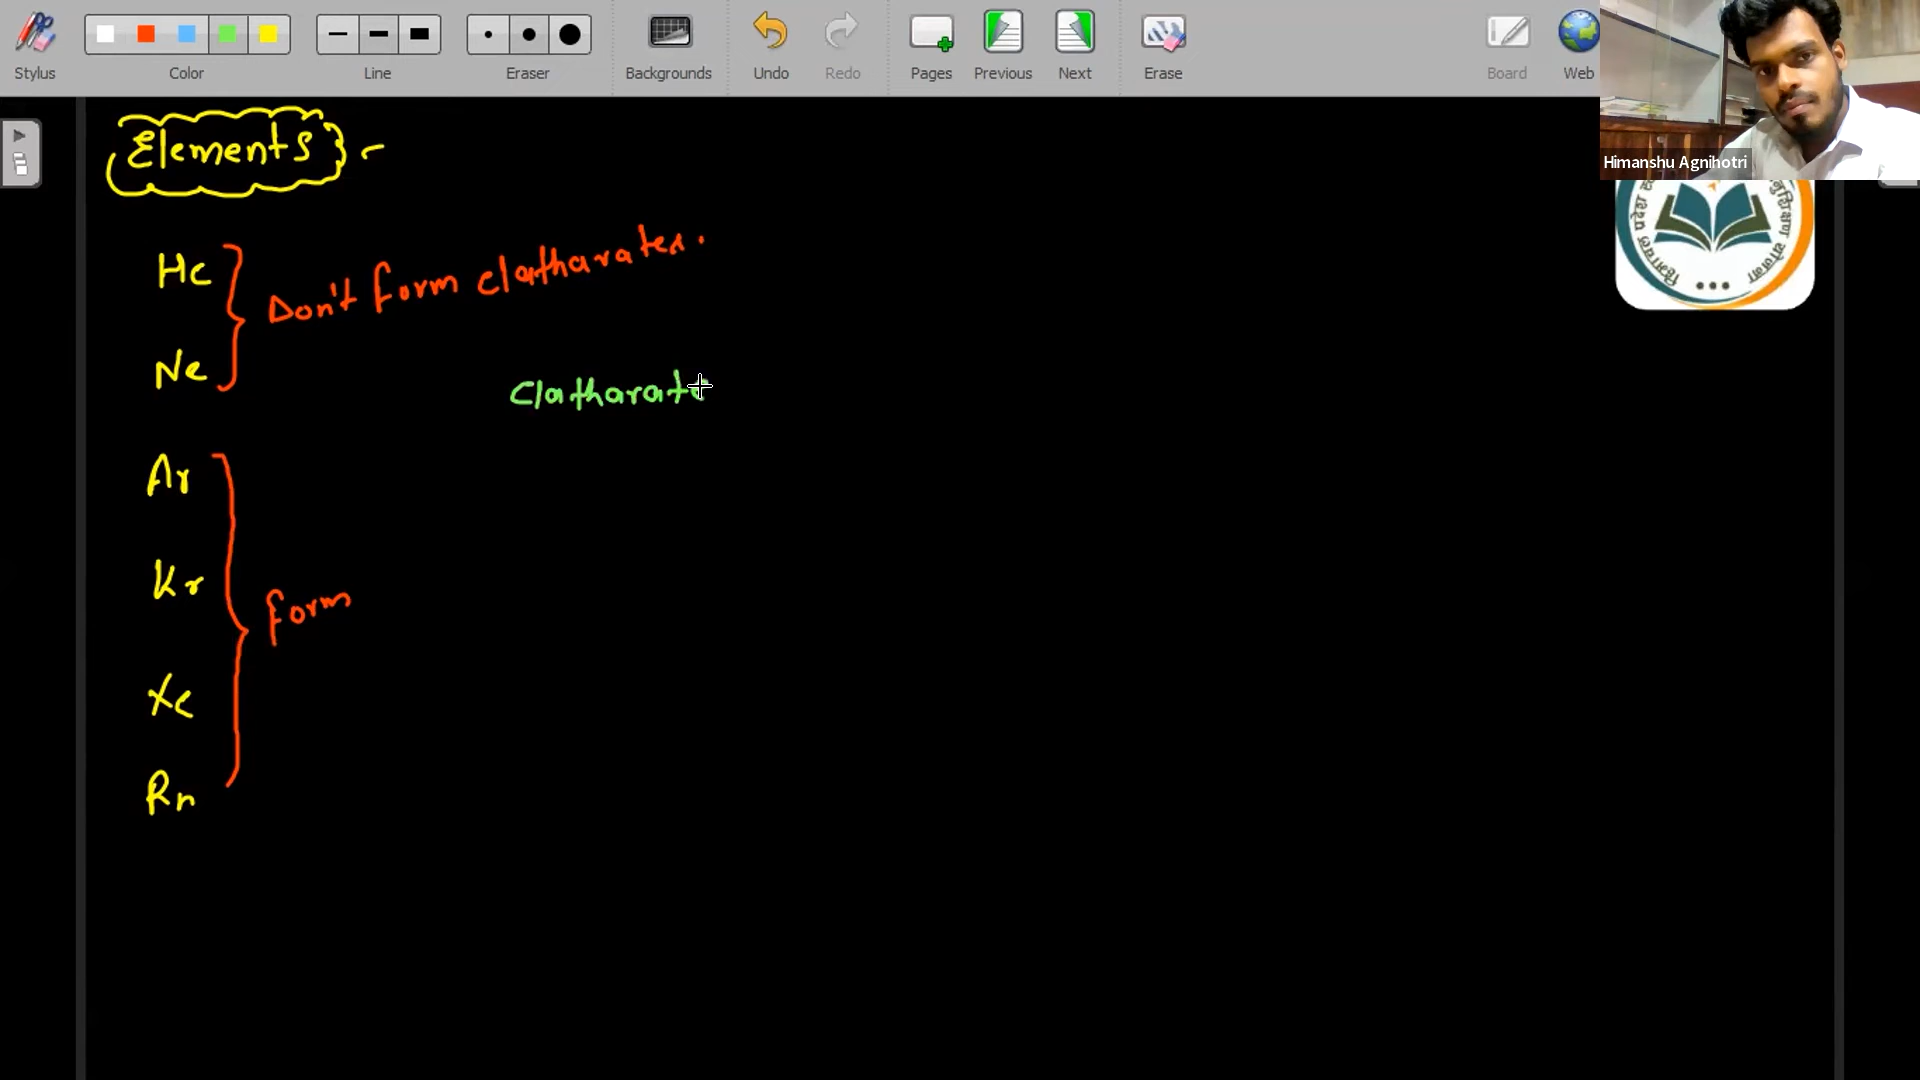 Stylus
Color
Line
Eraser
Backgrounds
Undo
Redo
Pages
Previous
Next
Erase
Board
Web
Himanshu Agnihotri
Elements -
He
Don't form clatharates.
Ne
Clatharate
Ar
Kr
form
Xe
Rn